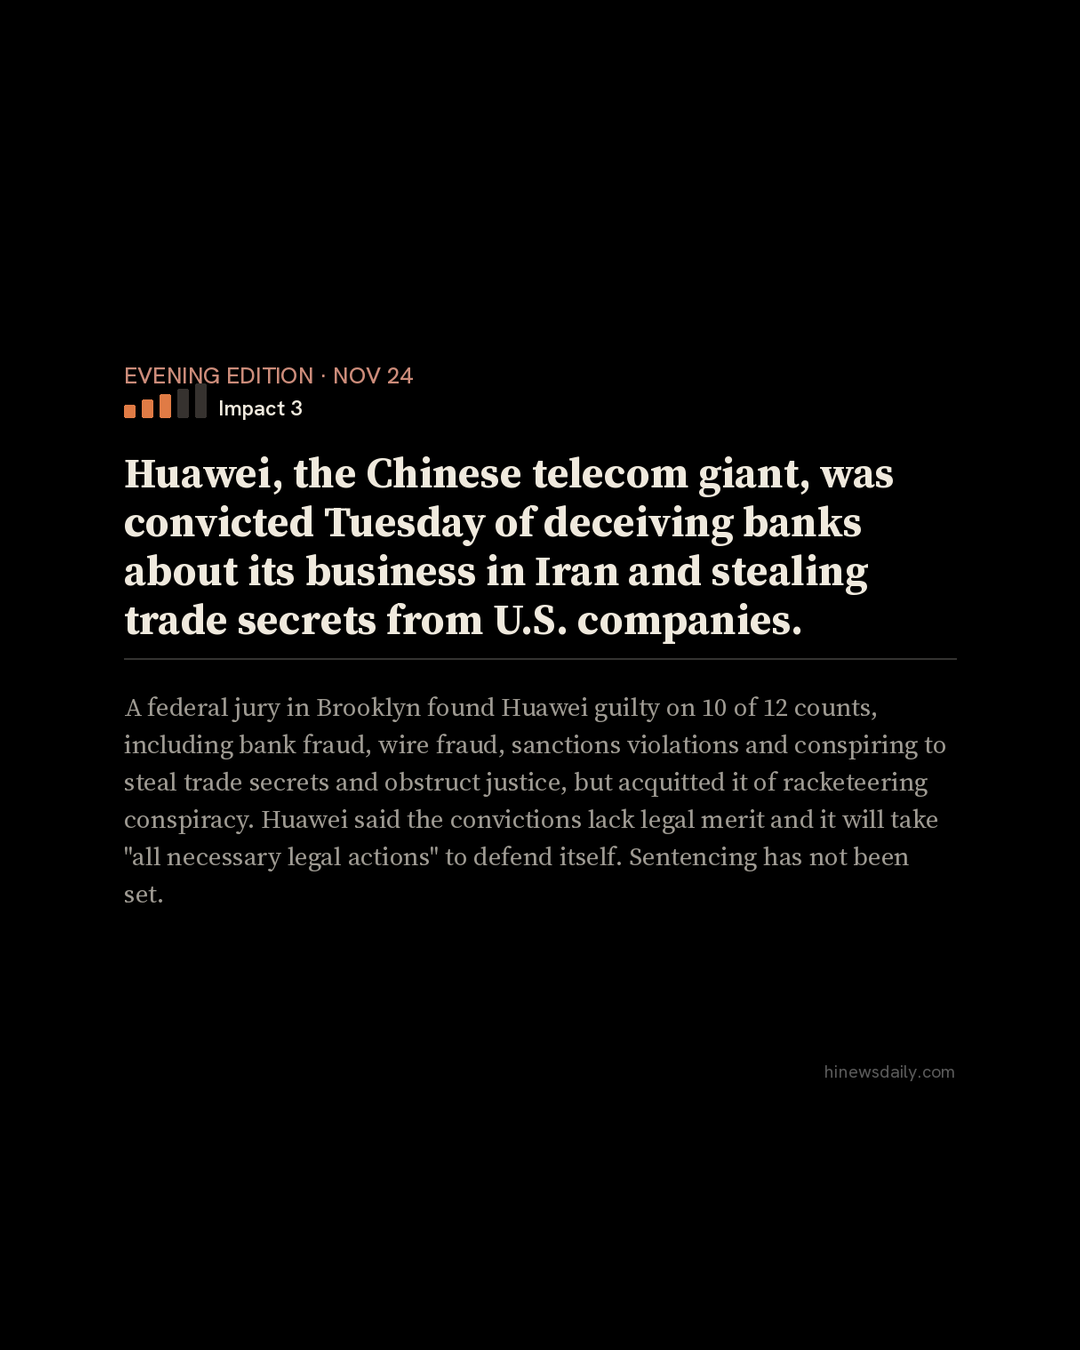 EVENING EDITION · NOV 24
Impact 3
Huawei, the Chinese telecom giant, was
convicted Tuesday of deceiving banks
about its business in Iran and stealing
trade secrets from U.S. companies.
A federal jury in Brooklyn found Huawei guilty on 10 of 12 counts,
including bank fraud, wire fraud, sanctions violations and conspiring to
steal trade secrets and obstruct justice, but acquitted it of racketeering
conspiracy. Huawei said the convictions lack legal merit and it will take
"all necessary legal actions" to defend itself. Sentencing has not been
set.
hinewsdaily.com